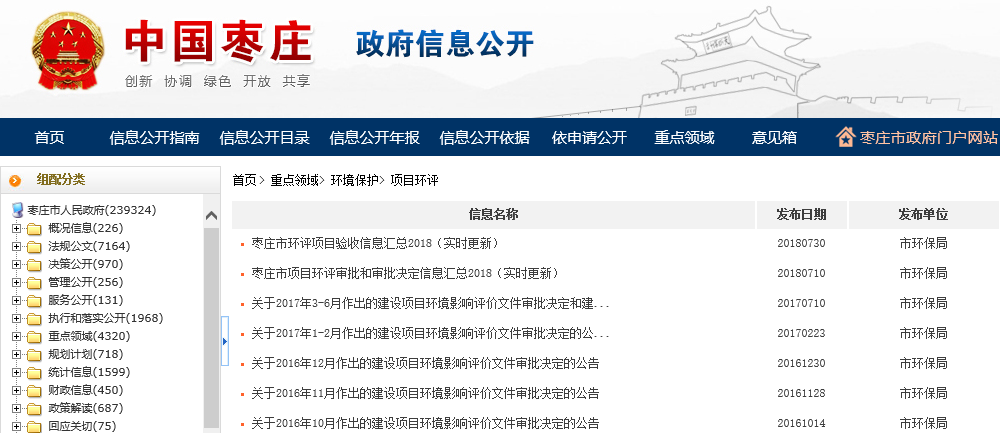 中国枣庄
政府信息公开
创新 协调 绿色 开放 共享
首页 信息公开指南 信息公开目录 信息公开年报 信息公开依据 依申请公开 重点领域 意见箱 枣庄市政府门户网站
组配分类
首页> 重点领域> 环境保护> 项目环评
枣庄市人民政府(239324)
概况信息(226)
法规公文(7164)
决策公开(970)
管理公开(256)
服务公开(131)
执行和落实公开(1968)
重点领域(4320)
规划计划(718)
统计信息(1599)
财政信息(450)
政策解读(687)
回应关切(75)
信息名称 发布日期 发布单位
枣庄市环评项目验收信息汇总2018（实时更新） 20180730 市环保局
枣庄市项目环评审批和审批决定信息汇总2018（实时更新） 20180710 市环保局
关于2017年3-6月作出的建设项目环境影响评价文件审批决定和建... 20170710 市环保局
关于2017年1-2月作出的建设项目环境影响评价文件审批决定的公... 20170223 市环保局
关于2016年12月作出的建设项目环境影响评价文件审批决定的公告 20161230 市环保局
关于2016年11月作出的建设项目环境影响评价文件审批决定的公告 20161128 市环保局
关于2016年10月作出的建设项目环境影响评价文件审批决定的公告 20161014 市环保局